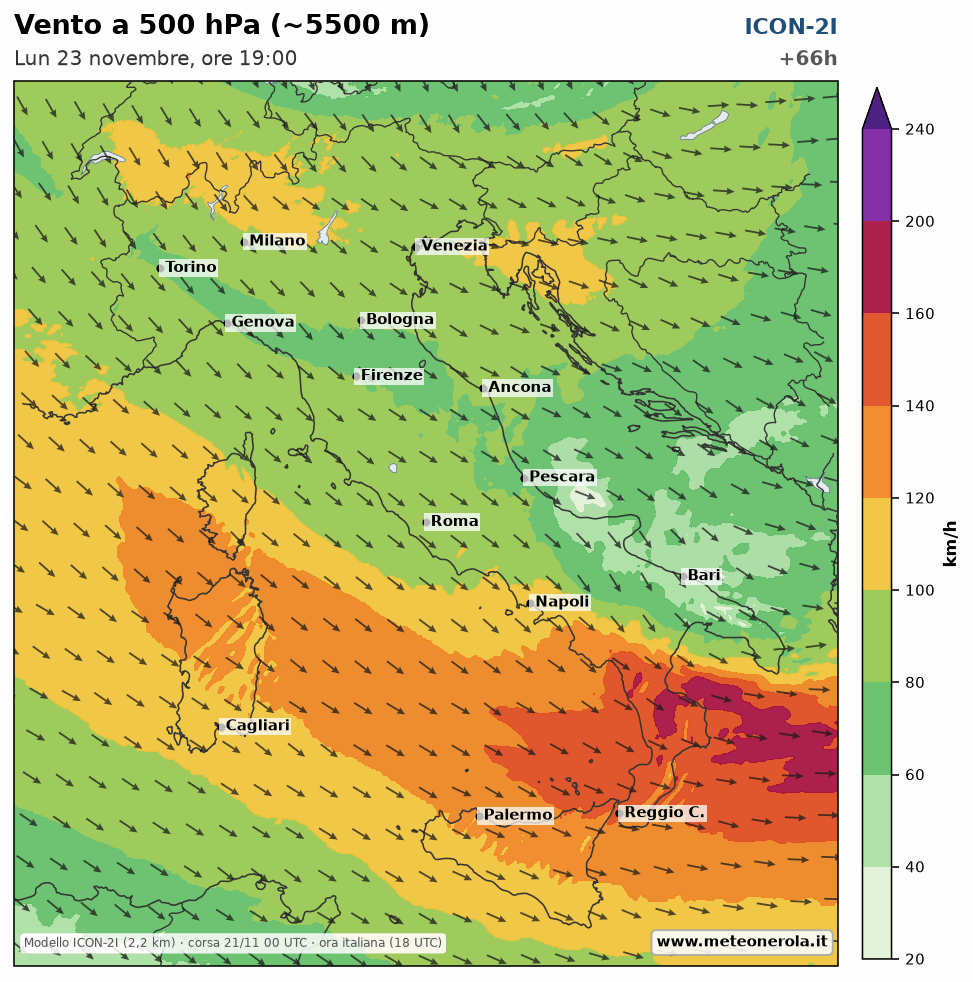 Vento a 500 hPa (~5500 m)
ICON-2I
Lun 23 novembre, ore 19:00
+66h
Milano
Venezia
Torino
Genova
Bologna
Firenze
Ancona
Pescara
Roma
Bari
Napoli
Cagliari
Palermo
Reggio C.
240
200
160
140
120
100
80
60
40
20
km/h
Modello ICON-2I (2,2 km) · corsa 21/11 00 UTC · ora italiana (18 UTC)
www.meteonerola.it